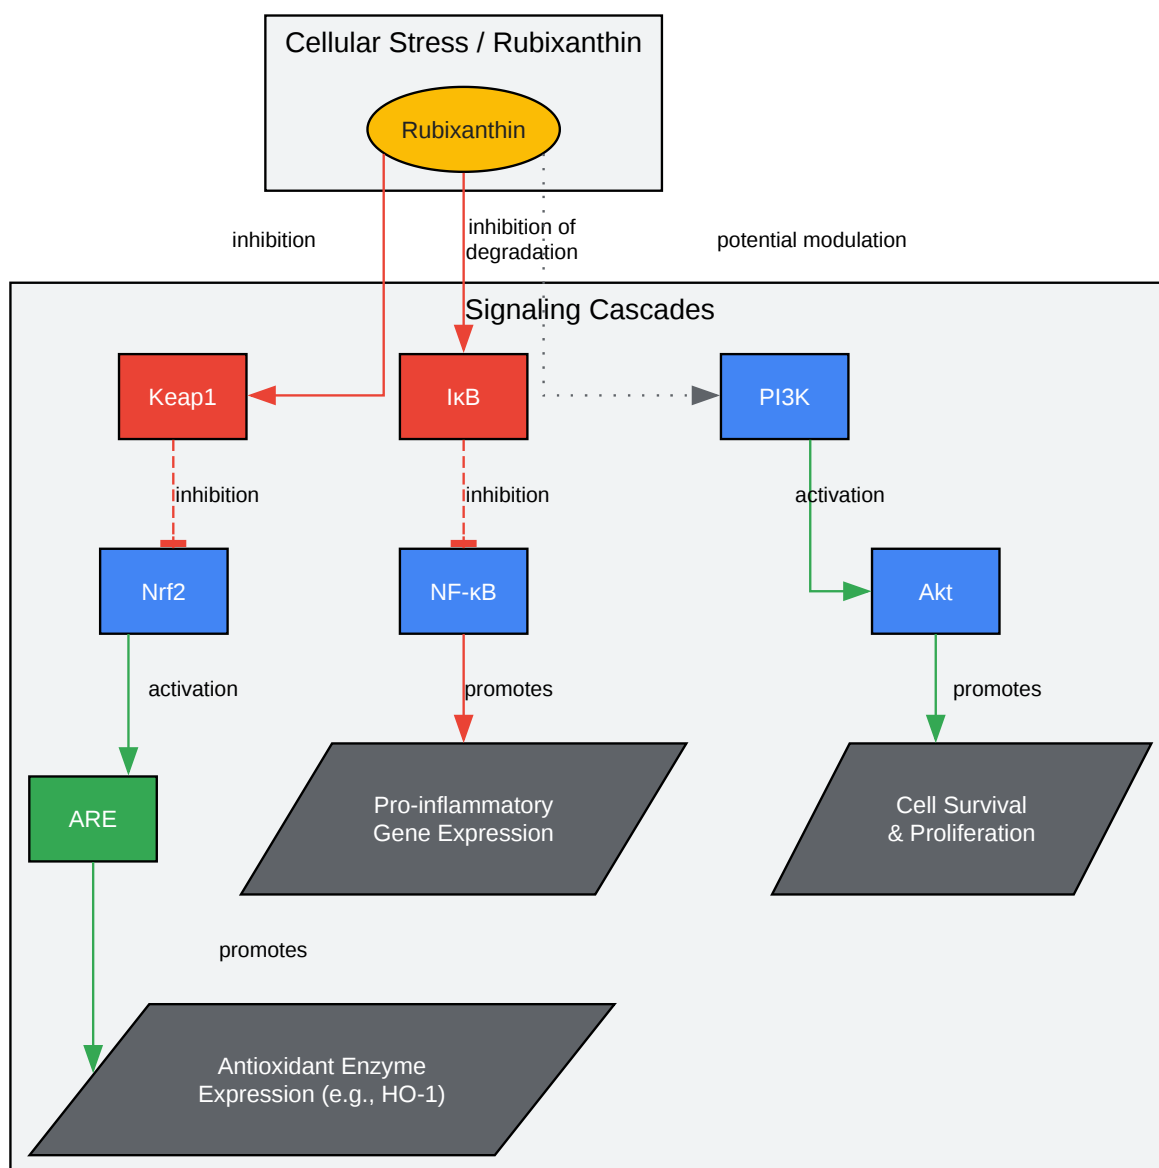 Cellular Stress / Rubixanthin
Rubixanthin
inhibition
inhibition of
degradation
potential modulation
Signaling Cascades
Keap1
IκB
PI3K
inhibition
inhibition
activation
Nrf2
NF-κB
Akt
activation
promotes
promotes
ARE
Pro-inflammatory
Gene Expression
Cell Survival
& Proliferation
promotes
Antioxidant Enzyme
Expression (e.g., HO-1)